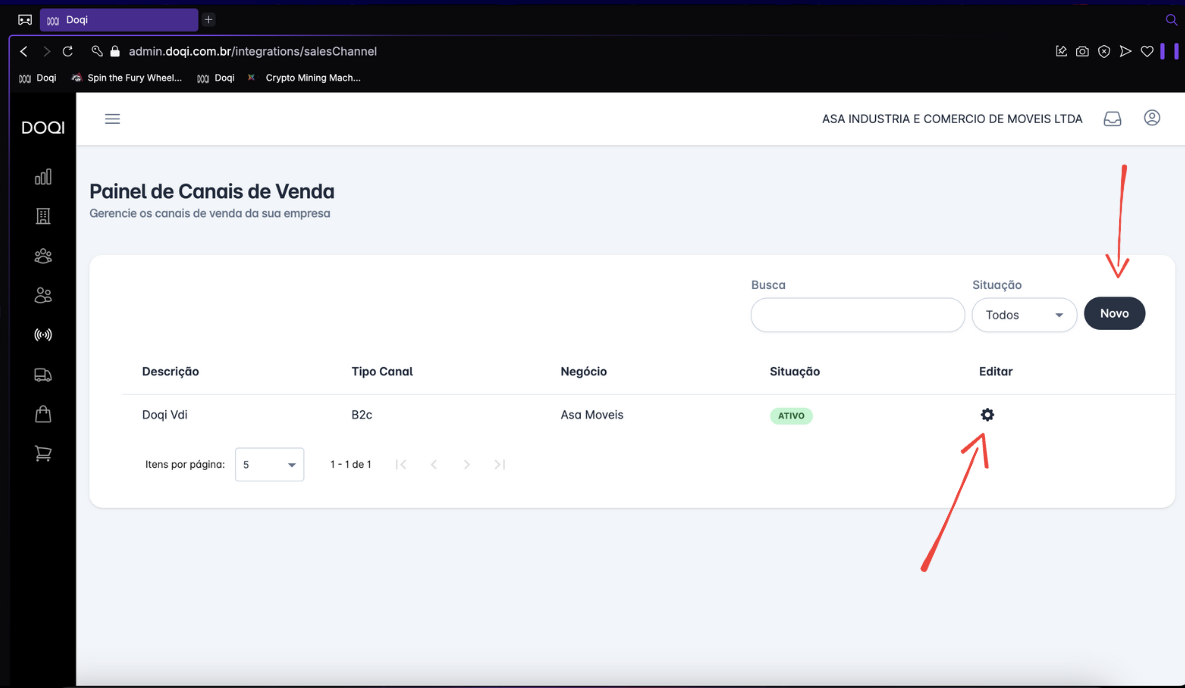 Doqi
admin.doqi.com.br/integrations/salesChannel
Doqi Spin the Fury Wheel... Doqi Crypto Mining Mach...
DOQI
ASA INDUSTRIA E COMERCIO DE MOVEIS LTDA
Painel de Canais de Venda
Gerencie os canais de venda da sua empresa
Busca Situação
Todos Novo
Descrição Tipo Canal Negócio Situação Editar
Doqi Vdi B2c Asa Moveis ATIVO
Itens por página: 5 1 - 1 de 1